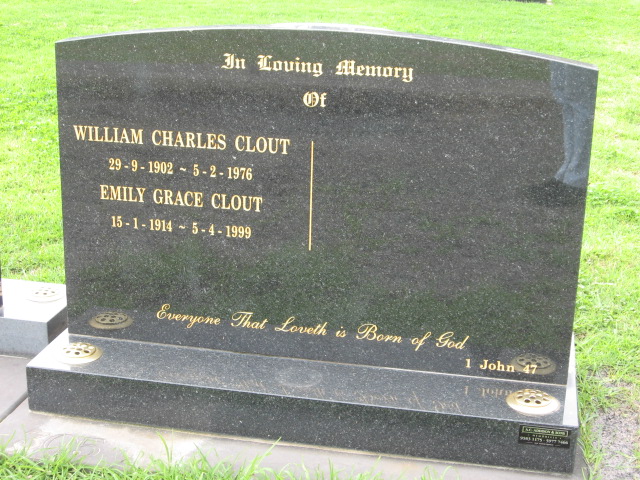 In Loving Memory
Of
WILLIAM CHARLES CLOUT
29-9-1902 ~ 5-2-1976
EMILY GRACE CLOUT
15-1-1914 ~ 5-4-1999
Everyone That Loveth is Born of God
1 John 47